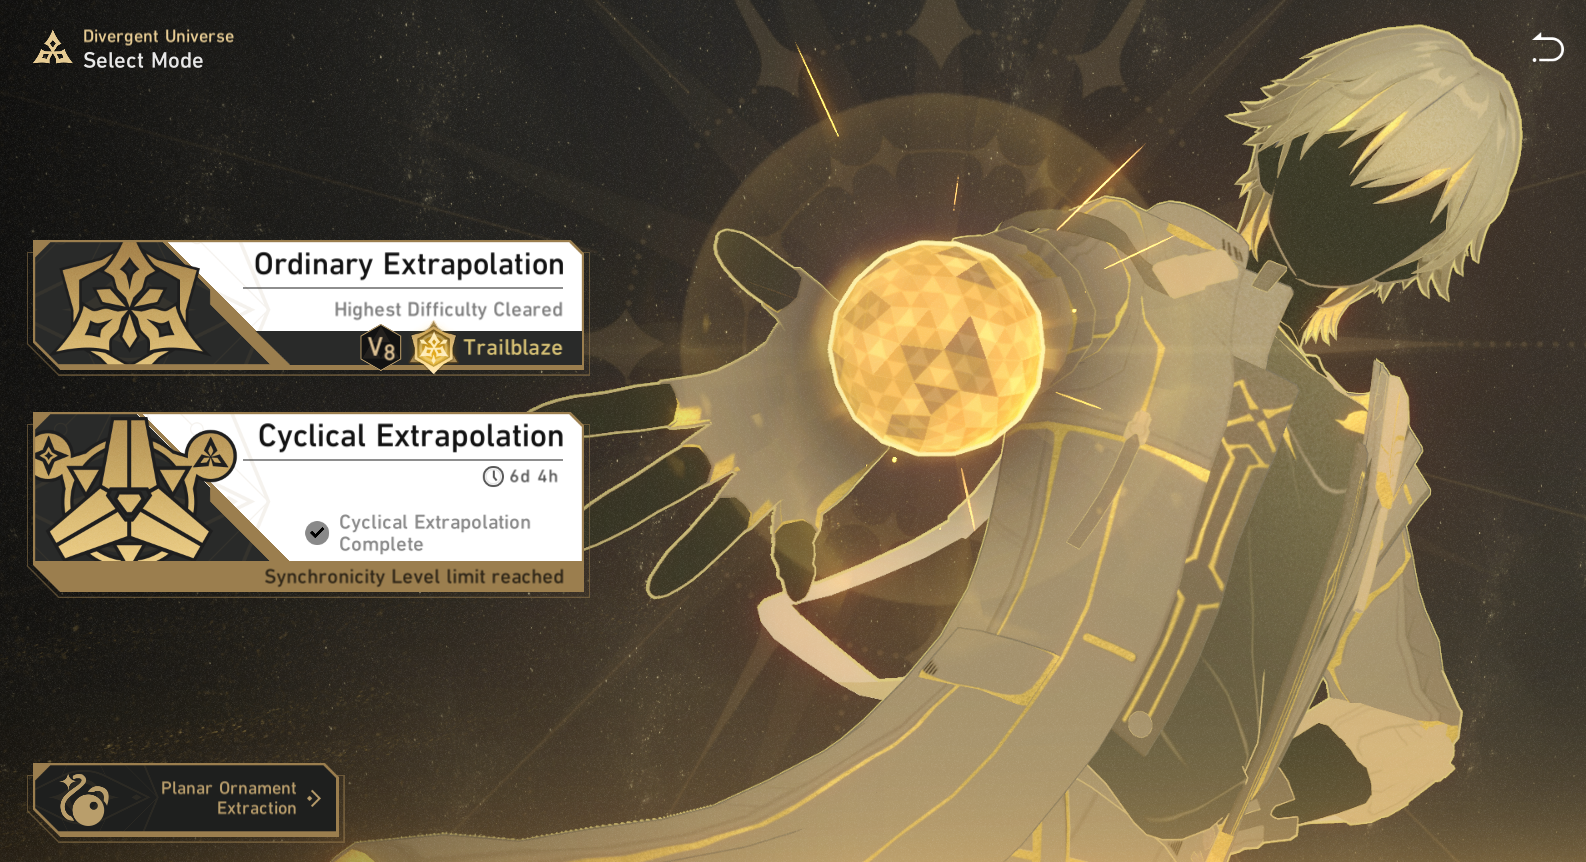 Divergent Universe
Select Mode
Ordinary Extrapolation
Highest Difficulty Cleared
V8 Trailblaze
Cyclical Extrapolation
6d 4h
Cyclical Extrapolation
Complete
Synchronicity Level limit reached
Planar Ornament
Extraction